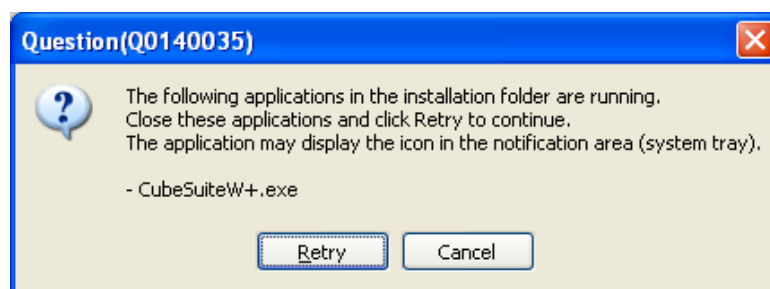 Question(Q0140035)
The following applications in the installation folder are running.
Close these applications and click Retry to continue.
The application may display the icon in the notification area (system tray).
- CubeSuiteW+.exe
Retry Cancel